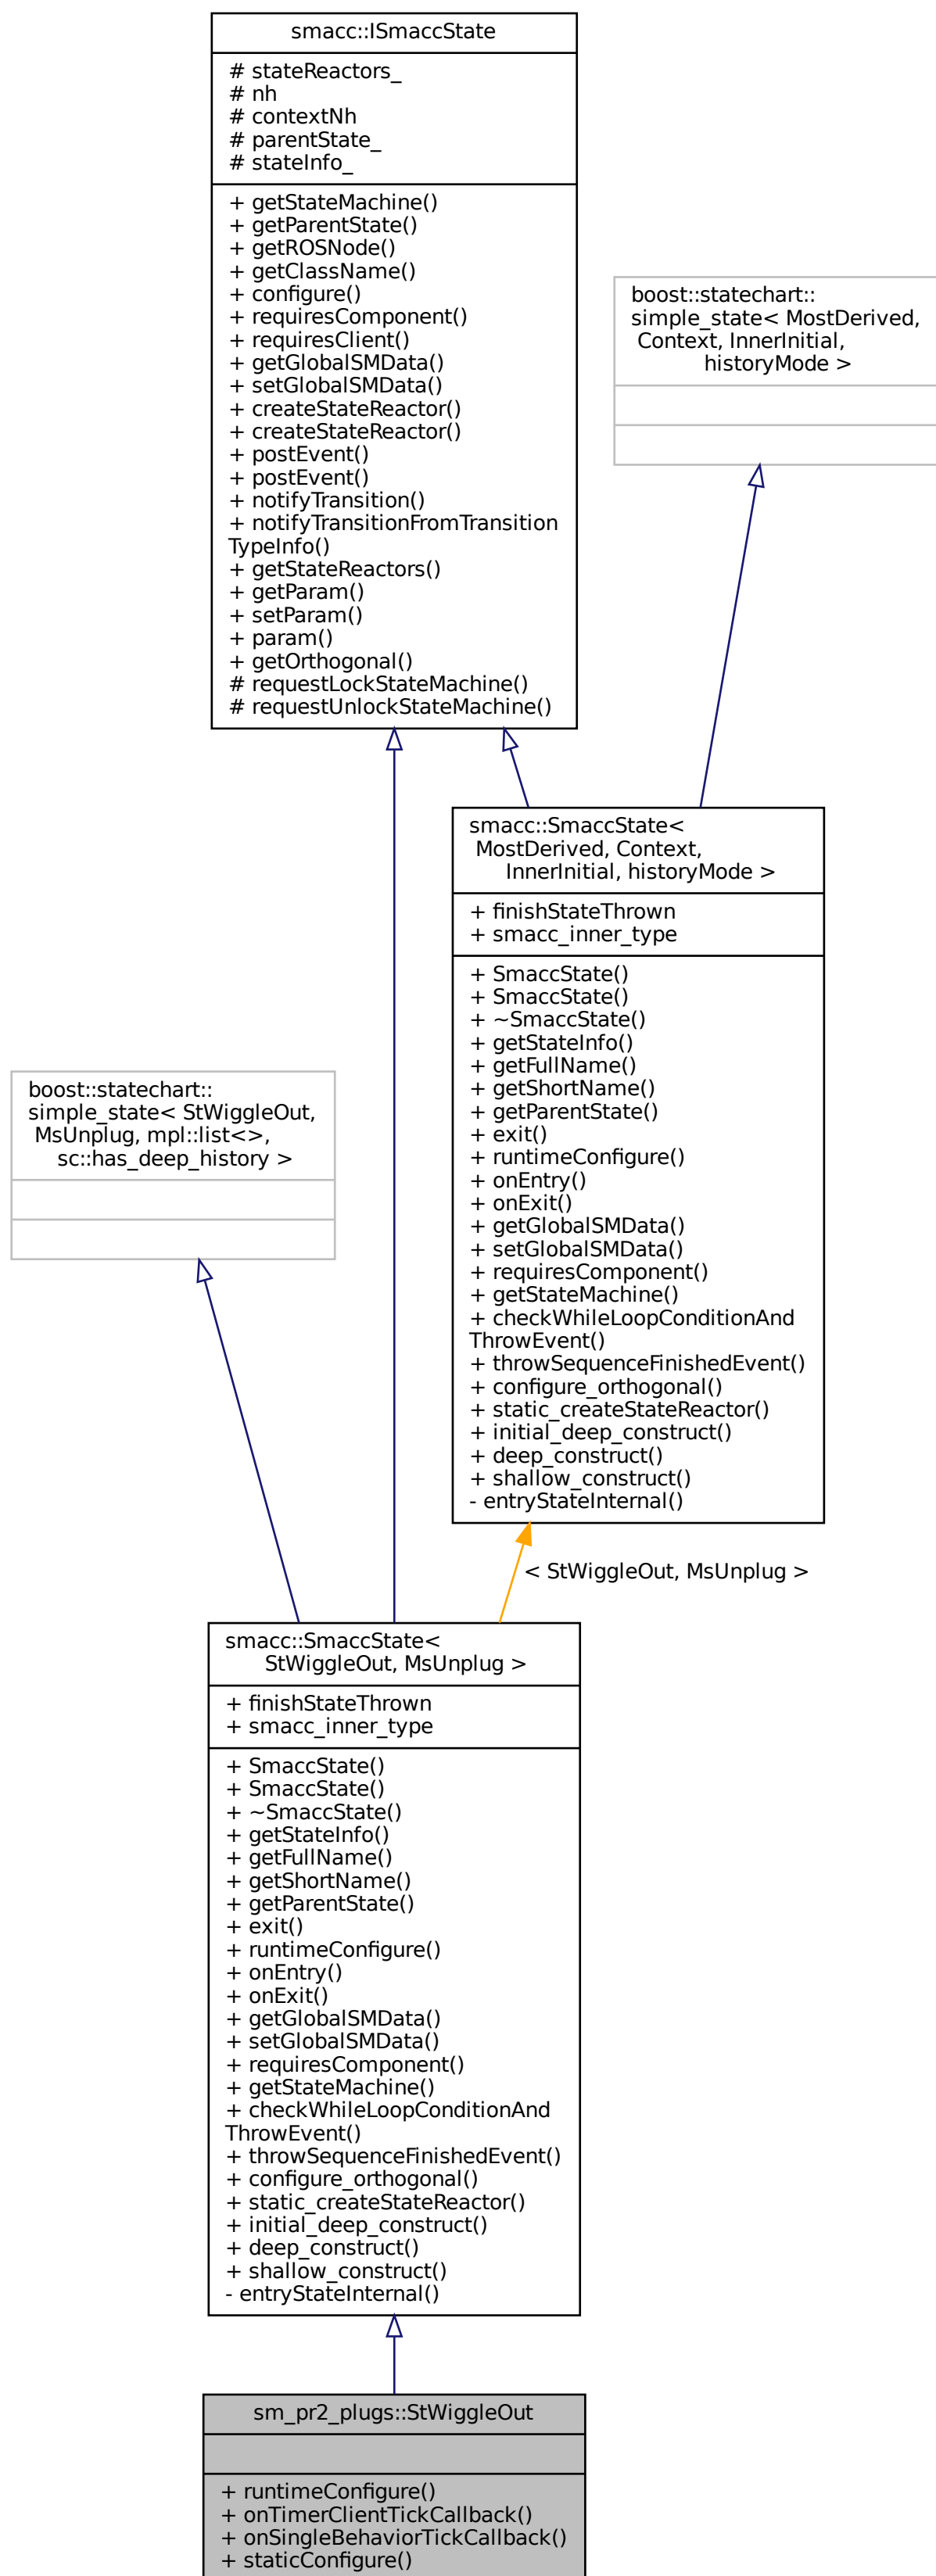 smacc::ISmaccState
# stateReactors_
# nh
# contextNh
# parentState_
# stateInfo_
+ getStateMachine()
+ getParentState()
+ getROSNode()
+ getClassName()
+ configure()
+ requiresComponent()
+ requiresClient()
+ getGlobalSMData()
+ setGlobalSMData()
+ createStateReactor()
+ createStateReactor()
+ postEvent()
+ postEvent()
+ notifyTransition()
+ notifyTransitionFromTransition
TypeInfo()
+ getStateReactors()
+ getParam()
+ setParam()
+ param()
+ getOrthogonal()
# requestLockStateMachine()
# requestUnlockStateMachine()
boost::statechart::
simple_state< MostDerived,
Context, InnerInitial,
historyMode >
smacc::SmaccState<
MostDerived, Context,
InnerInitial, historyMode >
+ finishStateThrown
+ smacc_inner_type
+ SmaccState()
+ SmaccState()
+ ~SmaccState()
+ getStateInfo()
+ getFullName()
+ getShortName()
+ getParentState()
+ exit()
+ runtimeConfigure()
+ onEntry()
+ onExit()
+ getGlobalSMData()
+ setGlobalSMData()
+ requiresComponent()
+ getStateMachine()
+ checkWhileLoopConditionAnd
ThrowEvent()
+ throwSequenceFinishedEvent()
+ configure_orthogonal()
+ static_createStateReactor()
+ initial_deep_construct()
+ deep_construct()
+ shallow_construct()
- entryStateInternal()
boost::statechart::
simple_state< StWiggleOut,
MsUnplug, mpl::list<>,
sc::has_deep_history >
< StWiggleOut, MsUnplug >
smacc::SmaccState<
StWiggleOut, MsUnplug >
+ finishStateThrown
+ smacc_inner_type
+ SmaccState()
+ SmaccState()
+ ~SmaccState()
+ getStateInfo()
+ getFullName()
+ getShortName()
+ getParentState()
+ exit()
+ runtimeConfigure()
+ onEntry()
+ onExit()
+ getGlobalSMData()
+ setGlobalSMData()
+ requiresComponent()
+ getStateMachine()
+ checkWhileLoopConditionAnd
ThrowEvent()
+ throwSequenceFinishedEvent()
+ configure_orthogonal()
+ static_createStateReactor()
+ initial_deep_construct()
+ deep_construct()
+ shallow_construct()
- entryStateInternal()
sm_pr2_plugs::StWiggleOut
+ runtimeConfigure()
+ onTimerClientTickCallback()
+ onSingleBehaviorTickCallback()
+ staticConfigure()